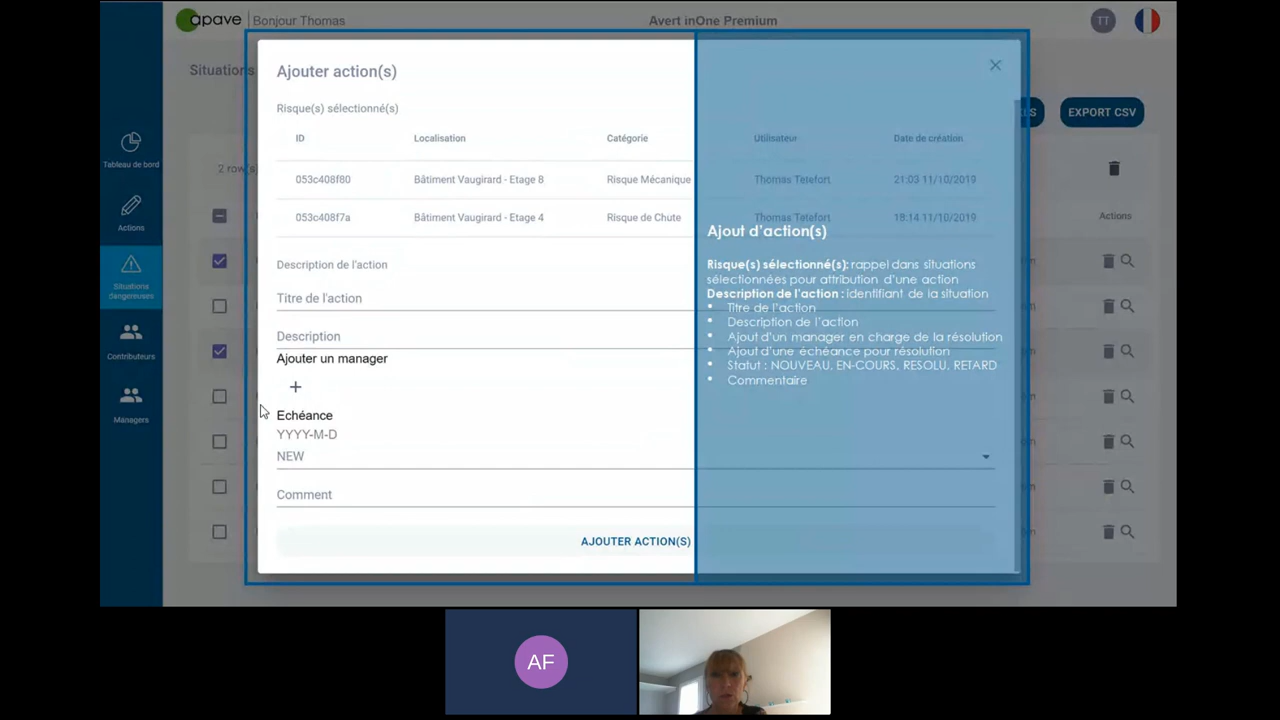 apave
Bonjour Thomas
Avert inOne Premium
TT
Situations
Ajouter action(s)
EXPORT CSV
Risque(s) sélectionné(s)
ID Localisation Catégorie Utilisateur Date de création
2 row(s)
053c408f80 Bâtiment Vaugirard - Etage 8 Risque Mécanique Thomas Tetefort 21:03 11/10/2019
053c408f7a Bâtiment Vaugirard - Etage 4 Risque de Chute Thomas Tetefort 18:14 11/10/2019
Actions
Tableau de bord
Actions
Situations
dangereuses
Contributeurs
Managers
Description de l'action
Titre de l'action
Description
Ajouter un manager
+
Echéance
YYYY-M-D
NEW
Comment
AJOUTER ACTION(S)
Ajout d'action(s)
Risque(s) sélectionné(s): rappel dans situations
sélectionnées pour attribution d'une action
Description de l'action : identifiant de la situation
• Titre de l'action
• Description de l'action
• Ajout d'un manager en charge de la résolution
• Ajout d'une échéance pour résolution
• Statut : NOUVEAU, EN-COURS, RESOLU, RETARD
• Commentaire
AF